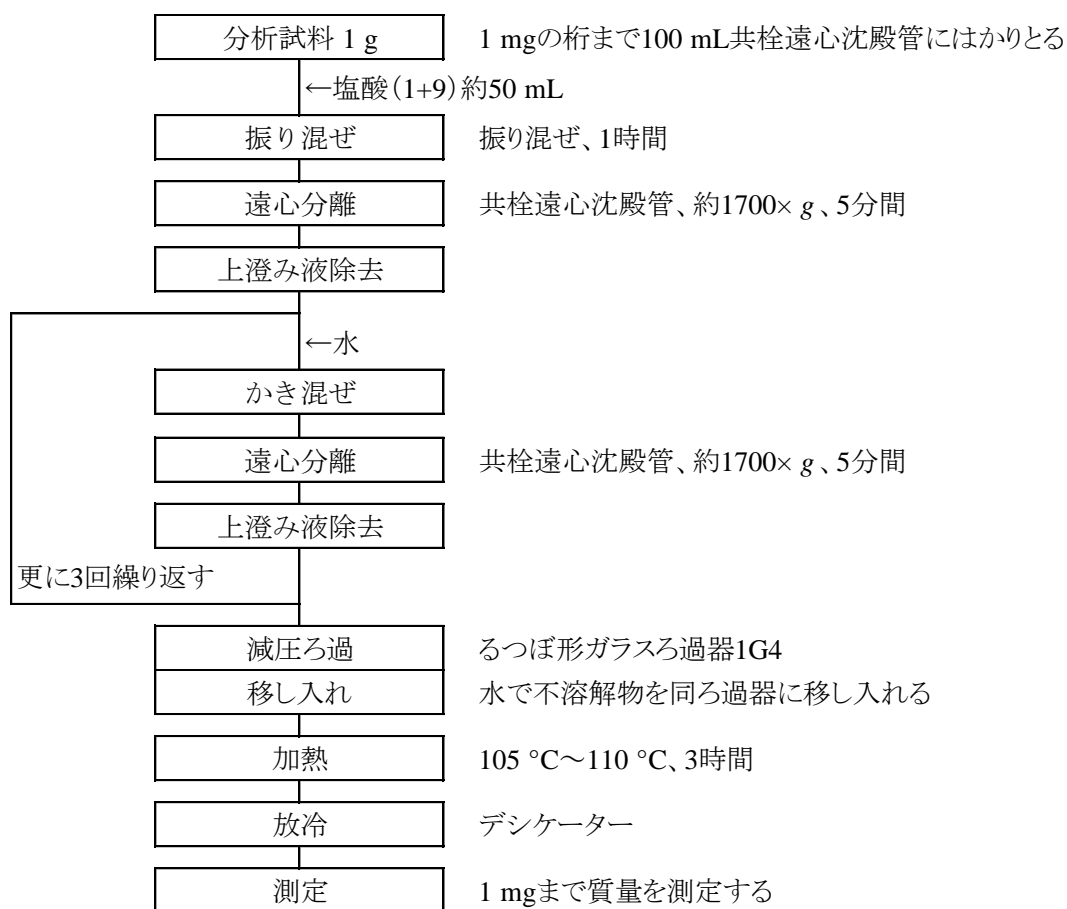 分析試料 1 g 1 mgの桁まで100 mL共栓遠心沈殿管にはかりとる
←塩酸(1+9)約50 mL
振り混ぜ 振り混ぜ、1時間
遠心分離 共栓遠心沈殿管、約1700× g 、5分間
上澄み液除去
←水
かき混ぜ
遠心分離 共栓遠心沈殿管、約1700× g 、5分間
上澄み液除去
更に3回繰り返す
減圧ろ過 るつぼ形ガラスろ過器1G4
移し入れ 水で不溶解物を同ろ過器に移し入れる
加熱 105 °C～110 °C、3時間
放冷 デシケーター
測定 1 mgまで質量を測定する